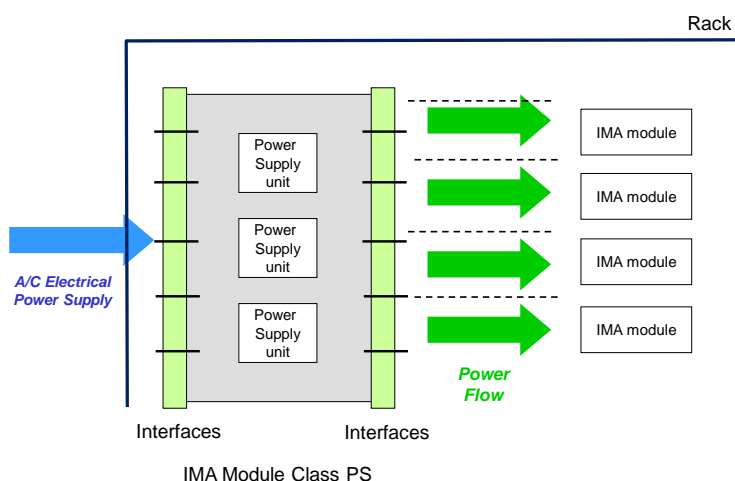 Rack
Power
Supply
unit
Power
Supply
unit
Power
Supply
unit
IMA module
IMA module
IMA module
IMA module
A/C Electrical
Power Supply
Power
Flow
Interfaces
Interfaces
IMA Module Class PS